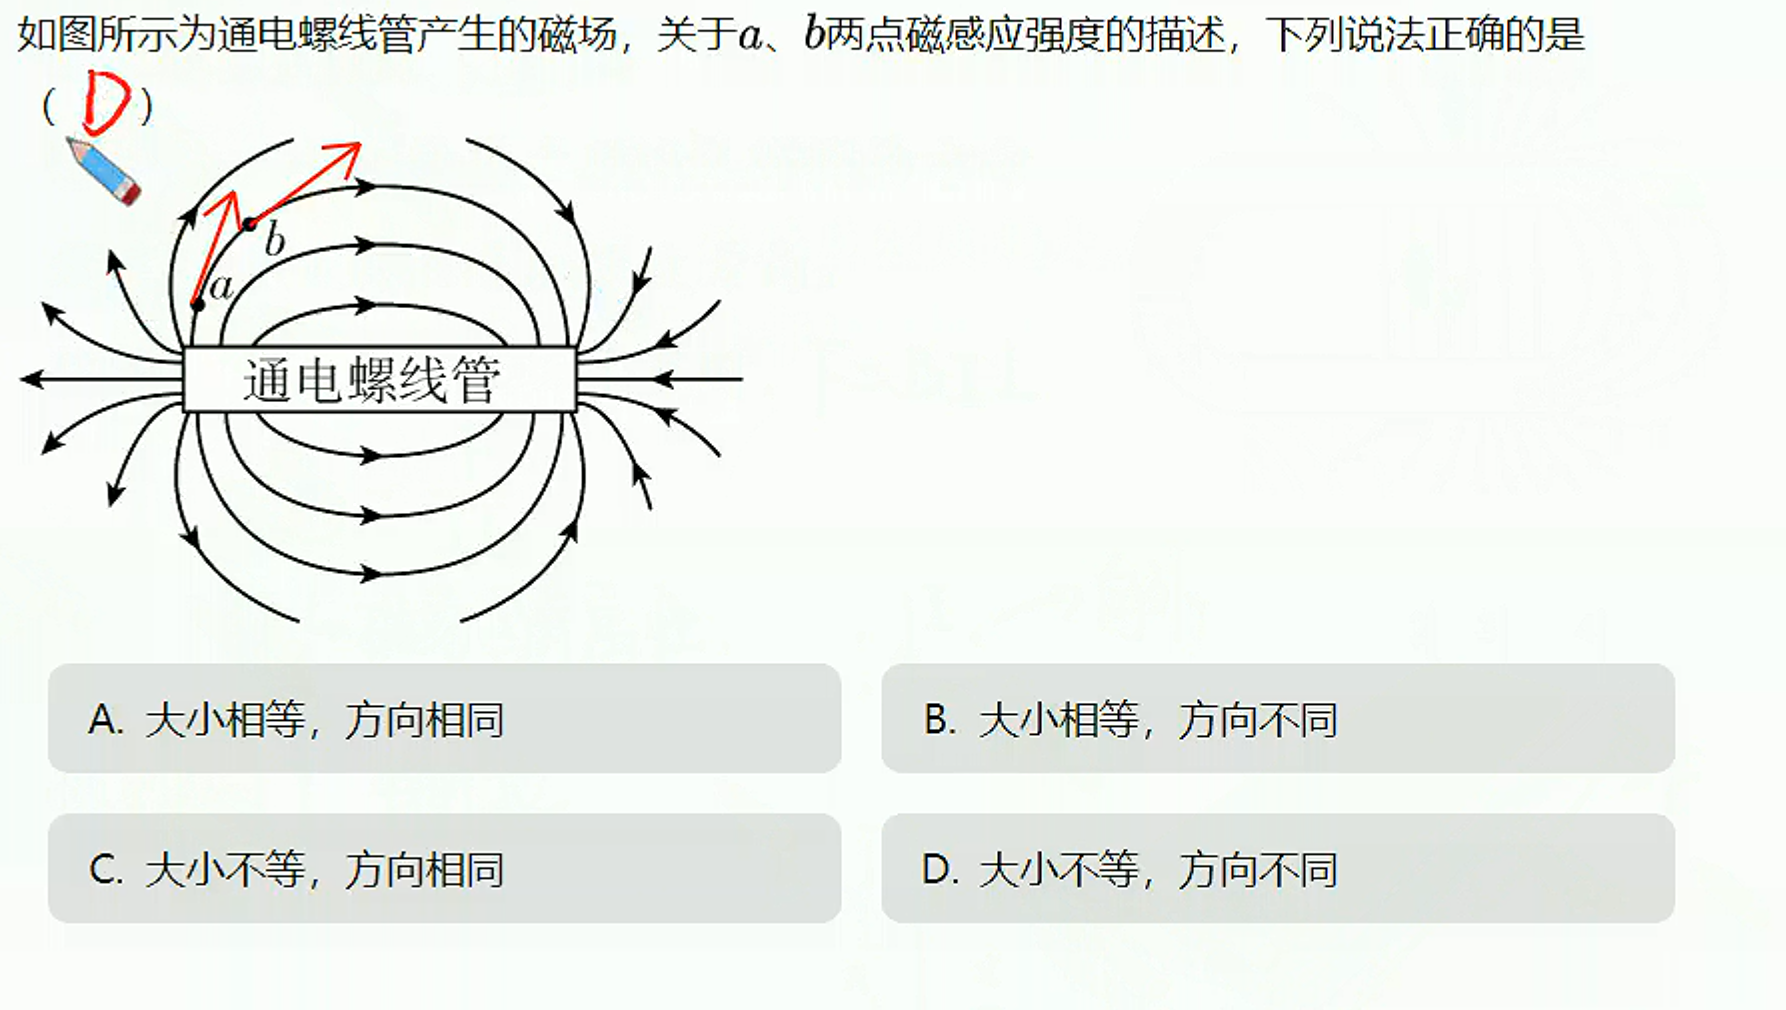 如图所示为通电螺线管产生的磁场，关于a、b两点磁感应强度的描述，下列说法正确的是
（ D ）
b
a
通电螺线管
A. 大小相等，方向相同
B. 大小相等，方向不同
C. 大小不等，方向相同
D. 大小不等，方向不同